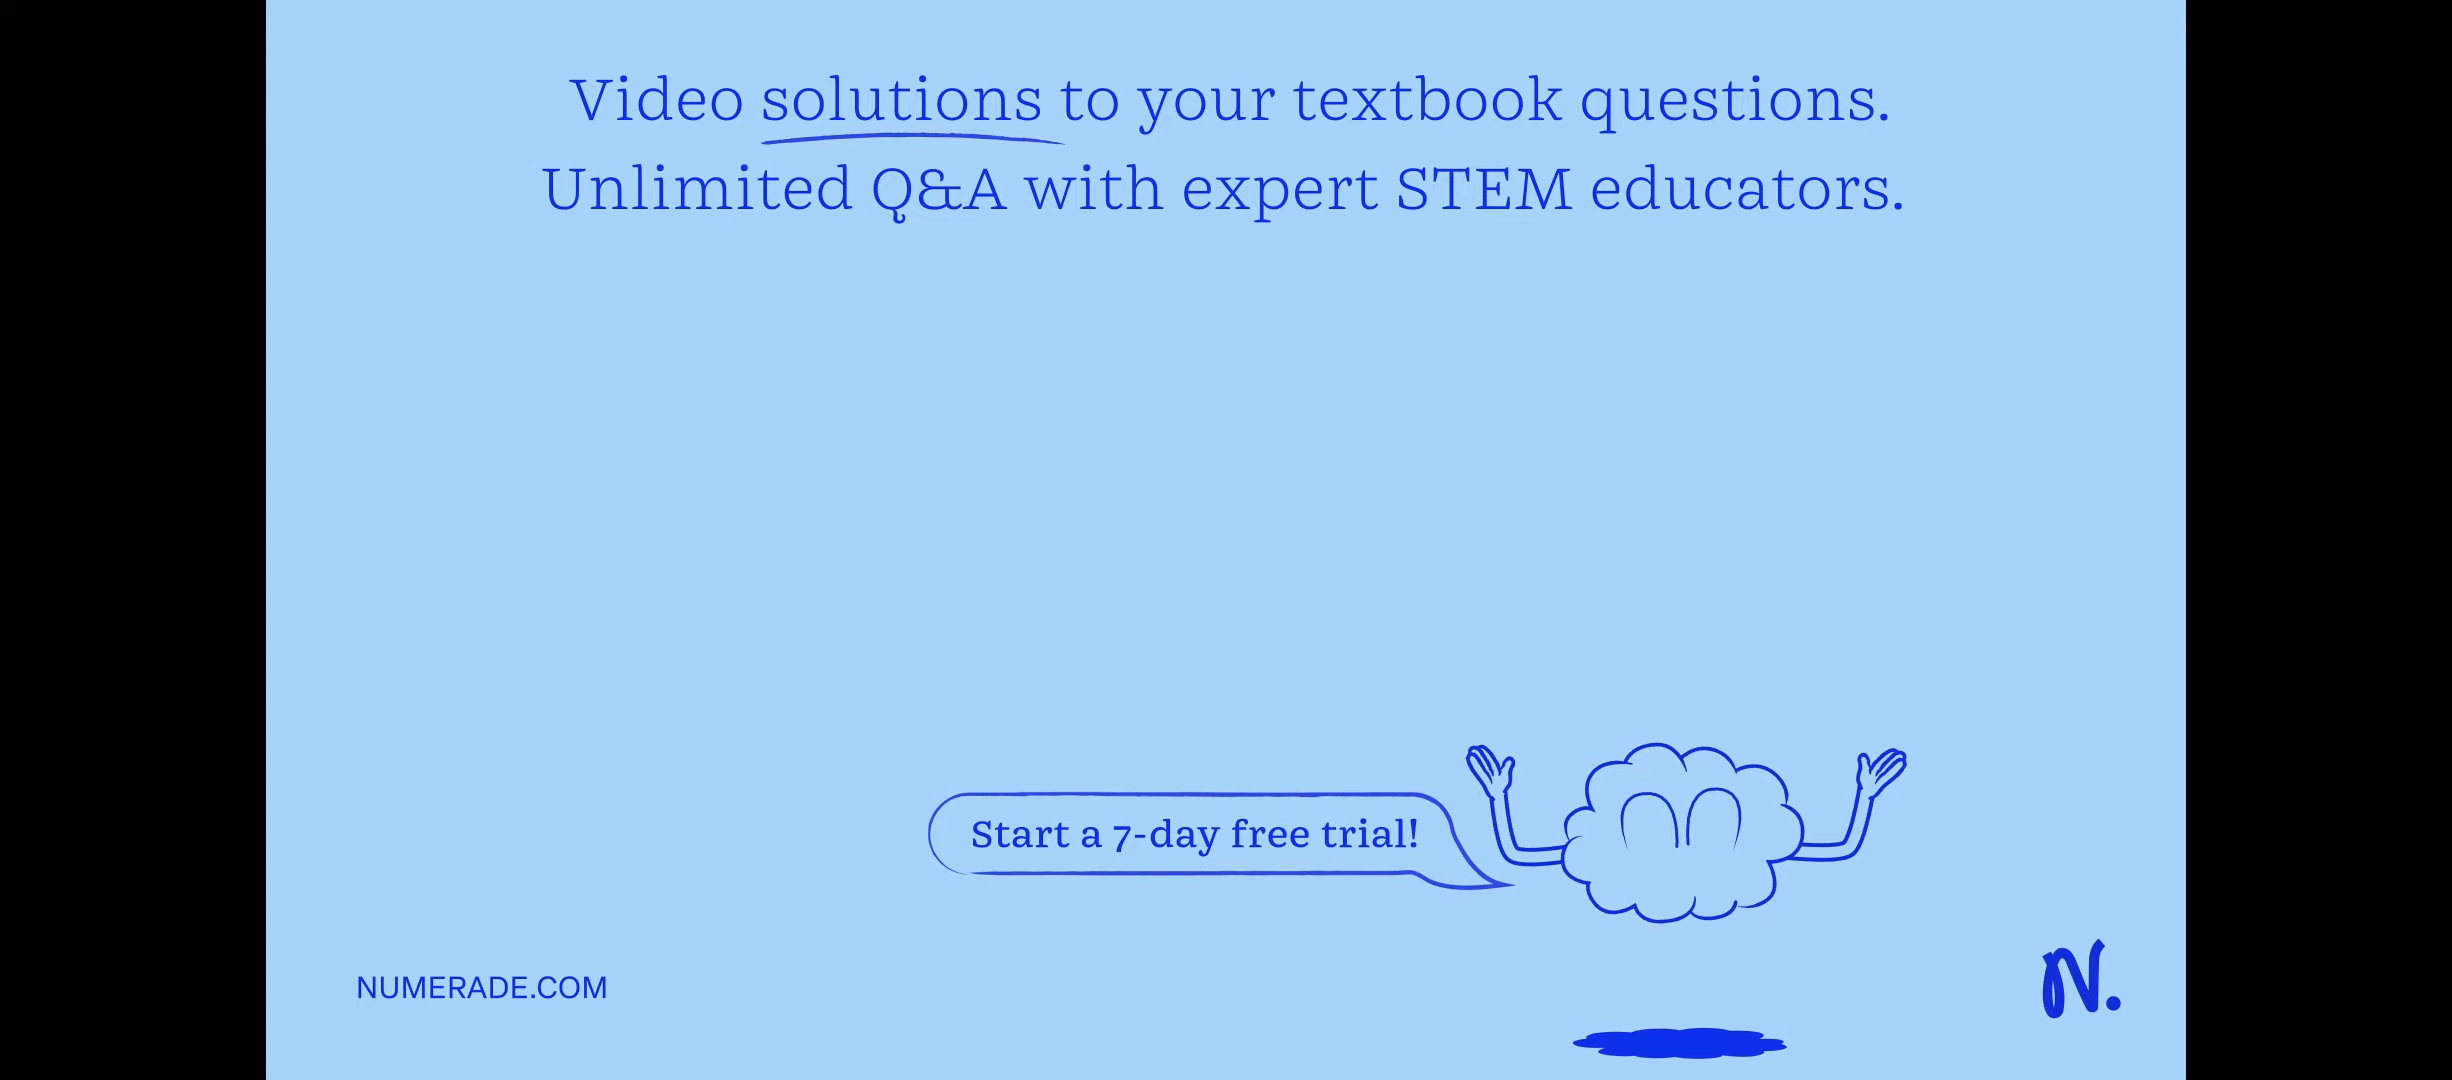 Video solutions to your textbook questions.
Unlimited Q&A with expert STEM educators.
Start a 7-day free trial!
NUMERADE.COM
N.